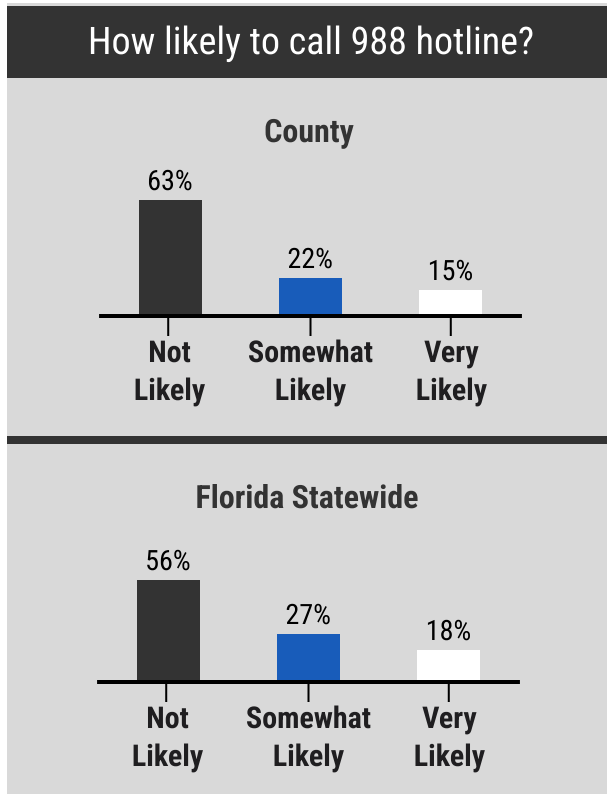 How likely to call 988 hotline?
County
63%
22%
15%
Not Likely
Somewhat Likely
Very Likely
Florida Statewide
56%
27%
18%
Not Likely
Somewhat Likely
Very Likely